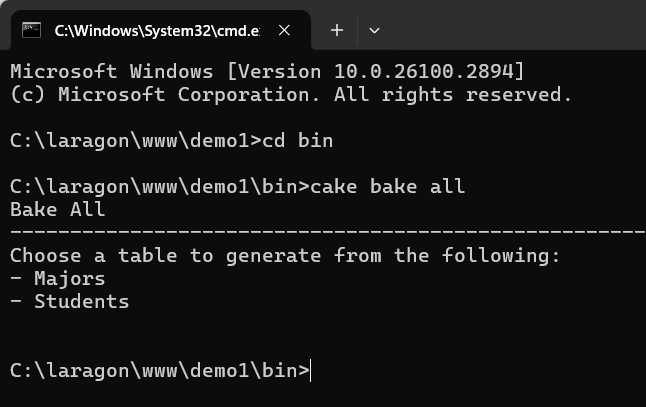 C:\Windows\System32\cmd.e
Microsoft Windows [Version 10.0.26100.2894]
(c) Microsoft Corporation. All rights reserved.
C:\laragon\www\demo1>cd bin
C:\laragon\www\demo1\bin>cake bake all
Bake All
---------------------------------------------------------------
Choose a table to generate from the following:
- Majors
- Students
C:\laragon\www\demo1\bin>